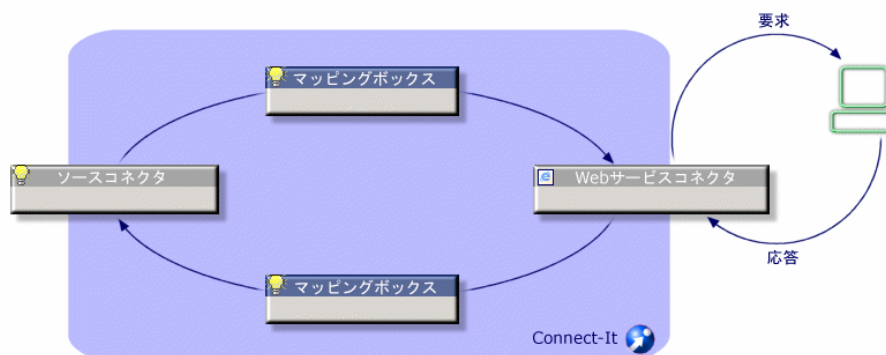 要求
マッピングボックス
ソースコネクタ
Webサービスコネクタ
応答
マッピングボックス
Connect-It